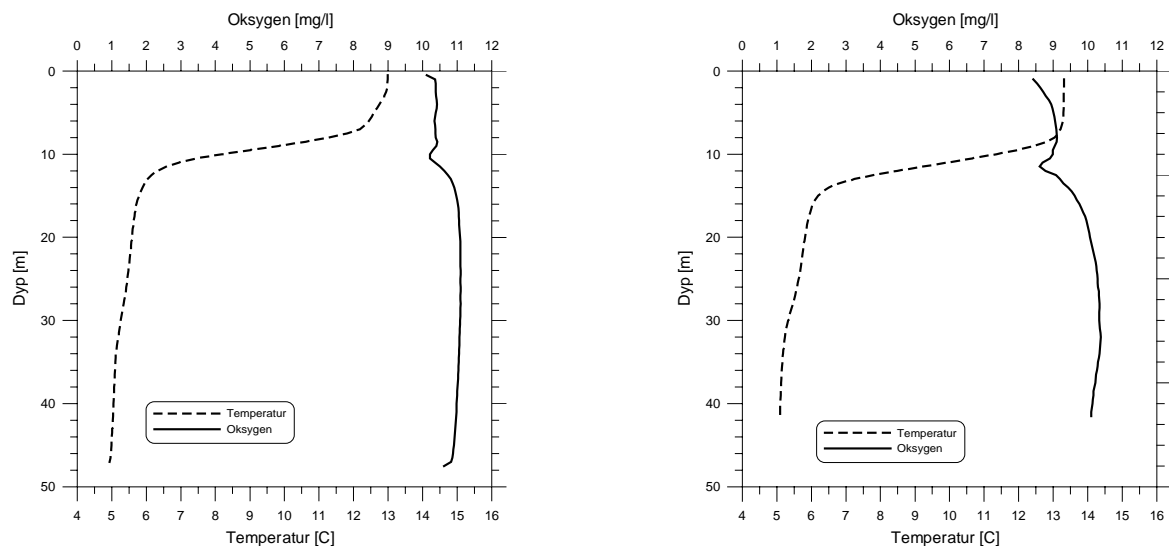 Oksygen [mg/l]
0 1 2 3 4 5 6 7 8 9 10 11 12
0
10
20
30
40
50
Dyp [m]
Temperatur
Oksygen
4 5 6 7 8 9 10 11 12 13 14 15 16
Temperatur [C]
Oksygen [mg/l]
0 1 2 3 4 5 6 7 8 9 10 11 12
0
10
20
30
40
50
Dyp [m]
Temperatur
Oksygen
4 5 6 7 8 9 10 11 12 13 14 15 16
Temperatur [C]